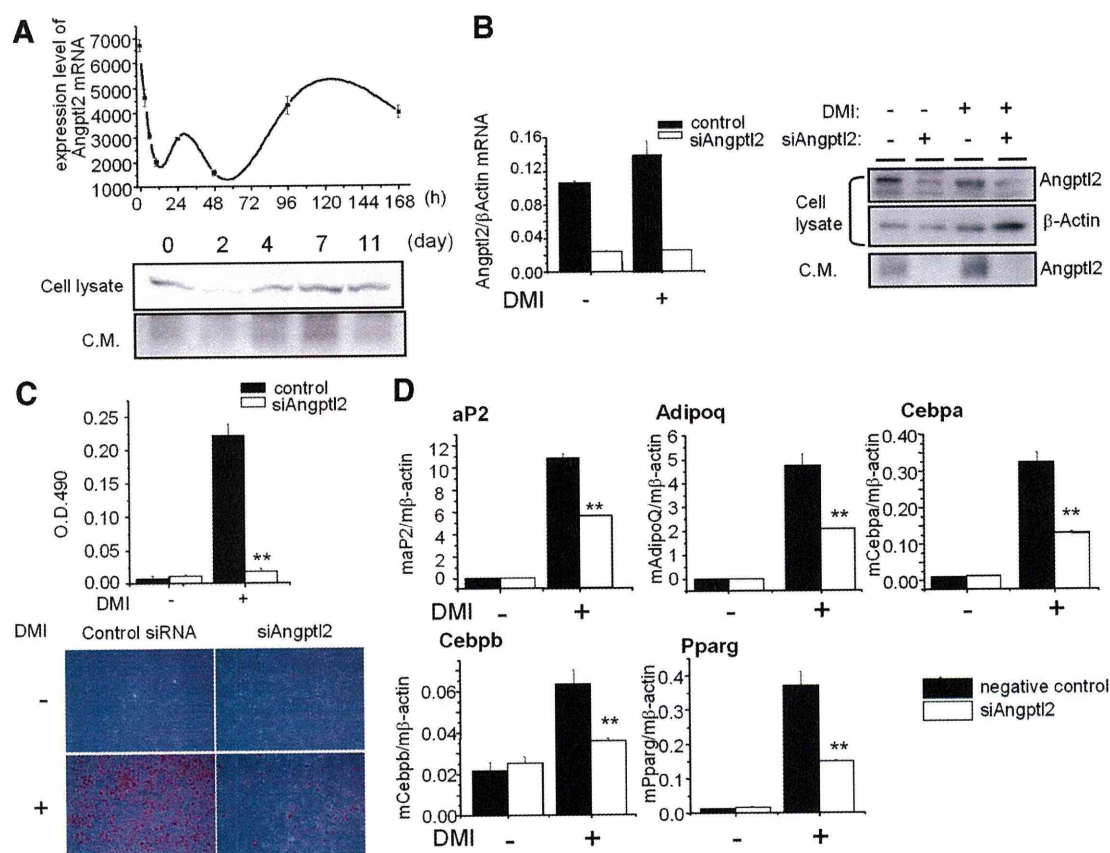 A
expression level of
Angptl2 mRNA
7000
6000
5000
4000
3000
2000
1000
0 24 48 72 96 120 144 168 (h)
0 2 4 7 11 (day)
Cell lysate
C.M.
B
control
siAngptl2
Angptl2/βActin mRNA
0.16
0.12
0.08
0.04
0.00
DMI - +
DMI: - - + +
siAngptl2: - + - +
Cell
lysate
Angptl2
β-Actin
C.M.
Angptl2
C
control
siAngptl2
O.D.490
0.25
0.20
0.15
0.10
0.05
0.00
**
DMI - +
DMI Control siRNA siAngptl2
-
+
D
aP2
maP2/mβ-actin
12
10
8
6
4
2
0
**
DMI - +
Adipoq
mAdipoQ/mβ-actin
6
5
4
3
2
1
0
**
- +
Cebpa
mCebpa/mβ-actin
0.40
0.30
0.20
0.10
0.00
**
- +
Cebpb
mCebpb/mβ-actin
0.06
0.04
0.02
0.00
**
DMI - +
Pparg
mPparg/mβ-actin
0.4
0.3
0.2
0.1
0.0
**
- +
negative control
siAngptl2